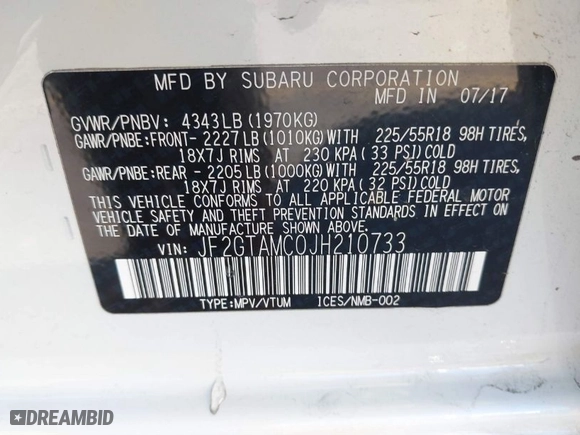 MFD BY SUBARU CORPORATION
MFD IN 07/17
GVWR/PNBV: 4343LB(1970KG)
GAWR/PNBE:FRONT-2227LB(1010KG)WITH 225/55R18 98H TIRES,
18X7J RIMS AT 230 KPA(33 PSI)COLD
GAWR/PNBE:REAR -2205LB(1000KG)WITH 225/55R18 98H TIRES,
18X7J RIMS AT 220 KPA(32 PSI)COLD
THIS VEHICLE CONFORMS TO ALL APPLICABLE FEDERAL MOTOR
VEHICLE SAFETY AND THEFT PREVENTION STANDARDS IN EFFECT ON
THE DATE OF MANUFACTURE SHOWN ABOVE.
VIN: JF2GTAMC0JH210733
TYPE:MPV/VTUM ICES/NMB-002
DREAMBID